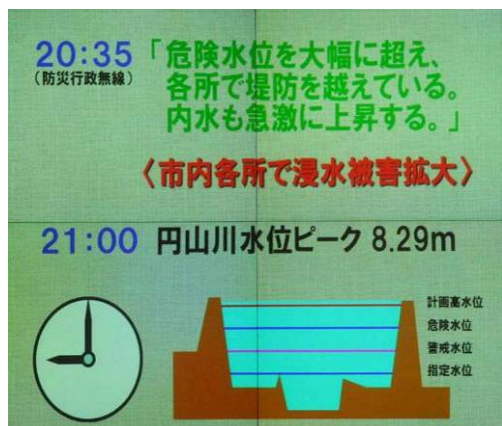 20:35
(防災行政無線)
「危険水位を大幅に超え、
各所で堤防を越えている。
内水も急激に上昇する。」
〈市内各所で浸水被害拡大〉
21:00 円山川水位ピーク 8.29m
計画高水位
危険水位
警戒水位
指定水位